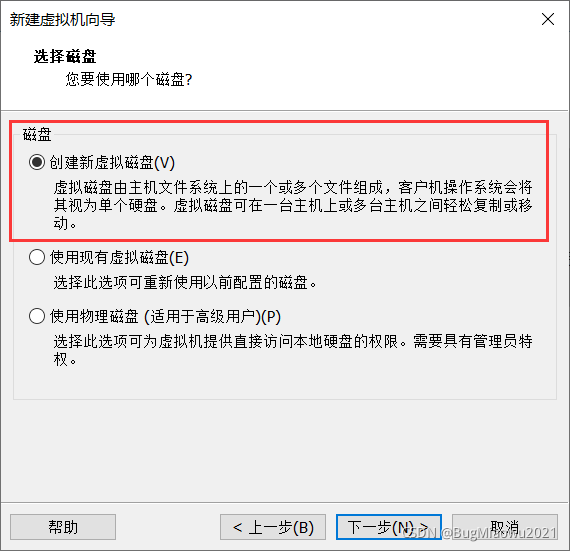 新建虚拟机向导
选择磁盘
您要使用哪个磁盘?
磁盘
创建新虚拟磁盘(V)
虚拟磁盘由主机文件系统上的一个或多个文件组成，客户机操作系统会将
其视为单个硬盘。虚拟磁盘可在一台主机上或多台主机之间轻松复制或移
动。
使用现有虚拟磁盘(E)
选择此选项可重新使用以前配置的磁盘。
使用物理磁盘 (适用于高级用户)(P)
选择此选项可为虚拟机提供直接访问本地硬盘的权限。需要具有管理员特
权。
帮助
< 上一步(B)
下一步(N) >
取消
CSDN @BugMiaowu2021